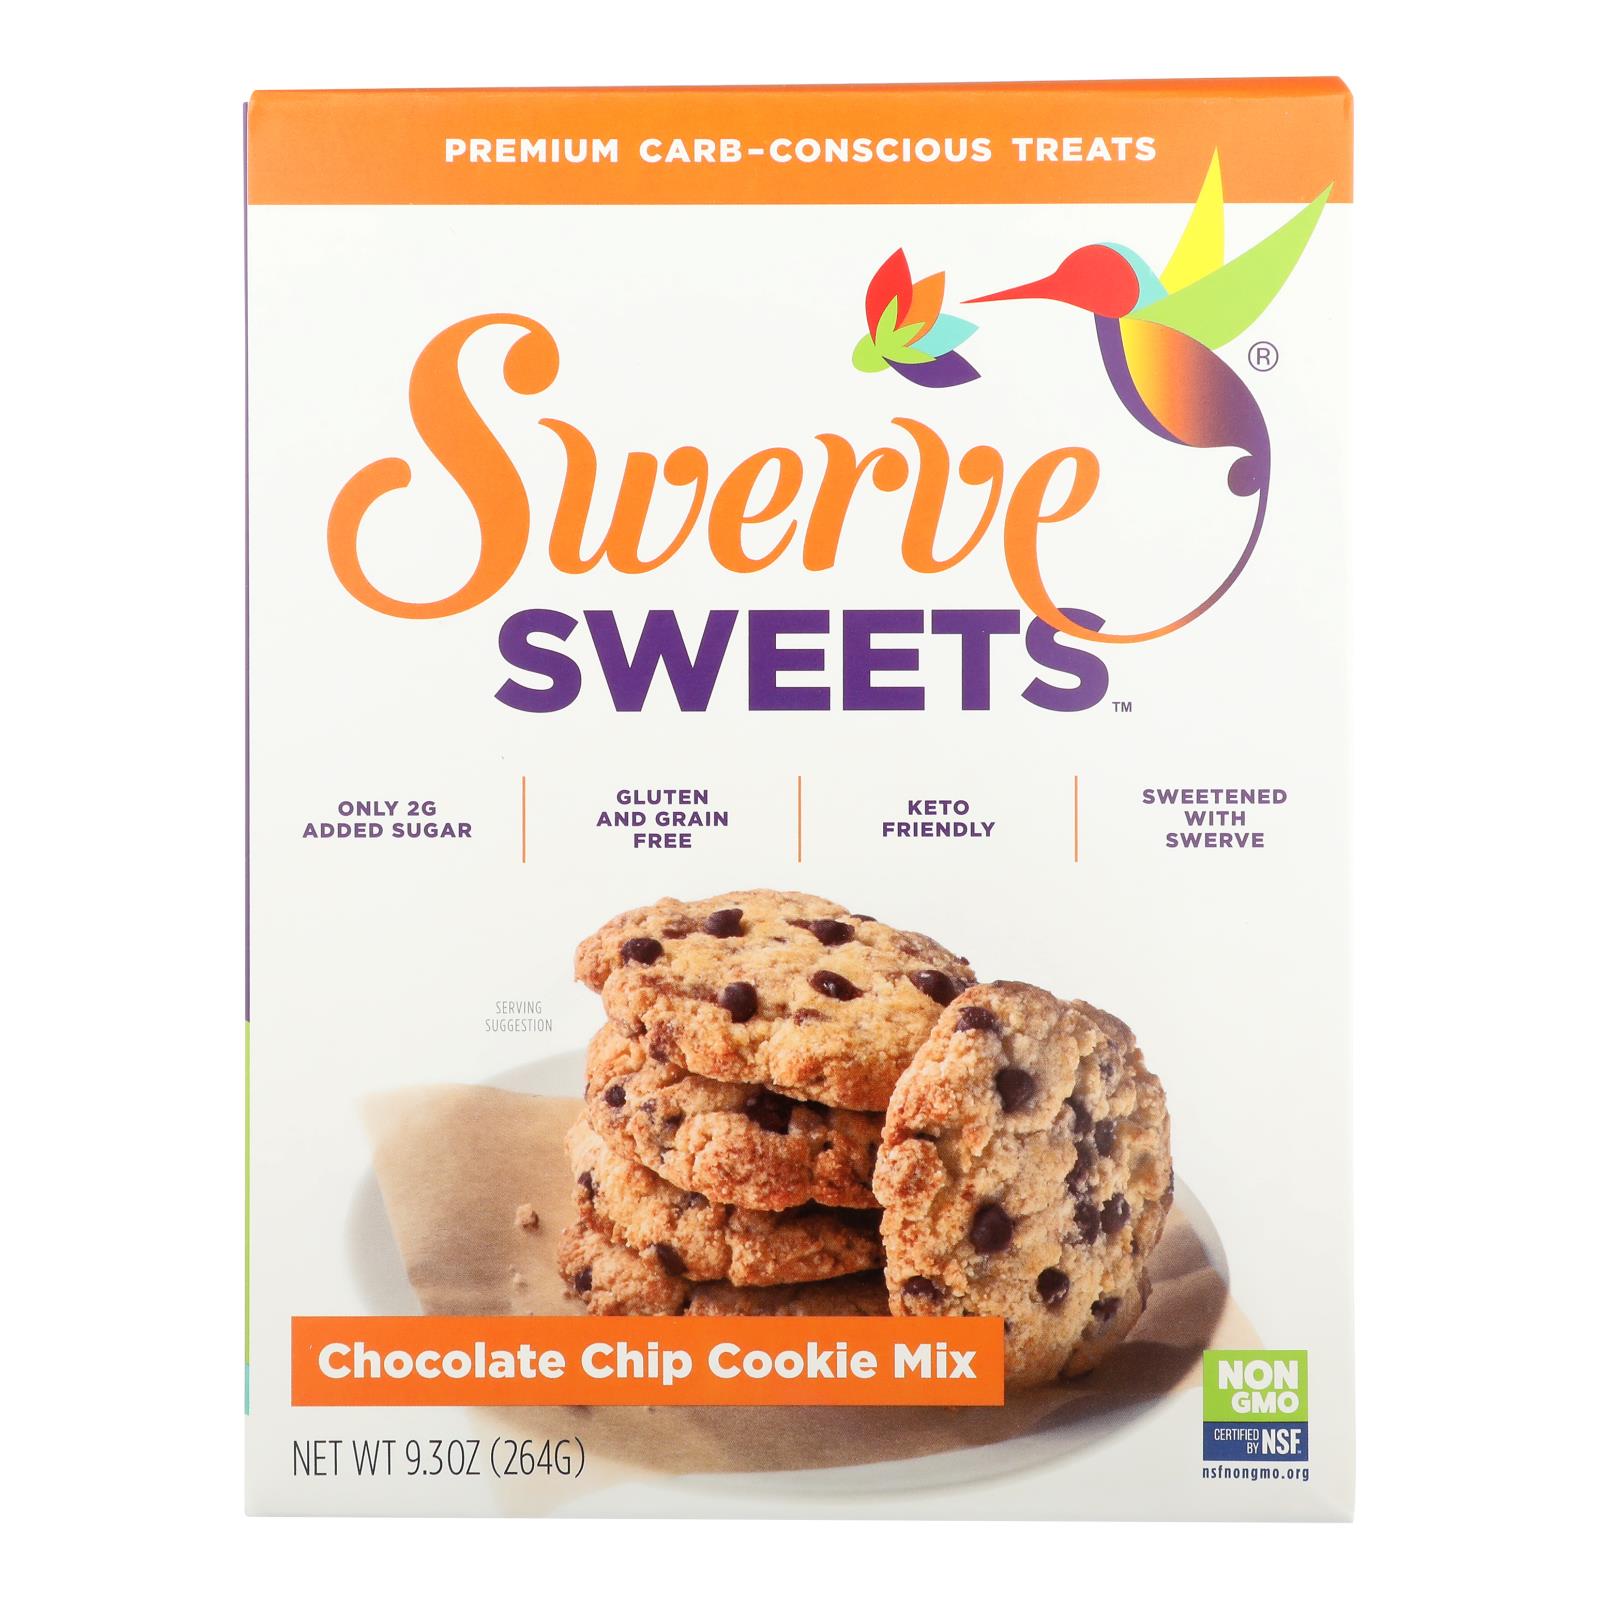 PREMIUM CARB-CONSCIOUS TREATS
Swerve
®
SWEETS™
ONLY 2G
ADDED SUGAR
GLUTEN
AND GRAIN
FREE
KETO
FRIENDLY
SWEETENED
WITH
SWERVE
SERVING
SUGGESTION
Chocolate Chip Cookie Mix
NET WT 9.3OZ (264G)
NON
GMO
CERTIFIED
BY NSF
nsfnongmo.org